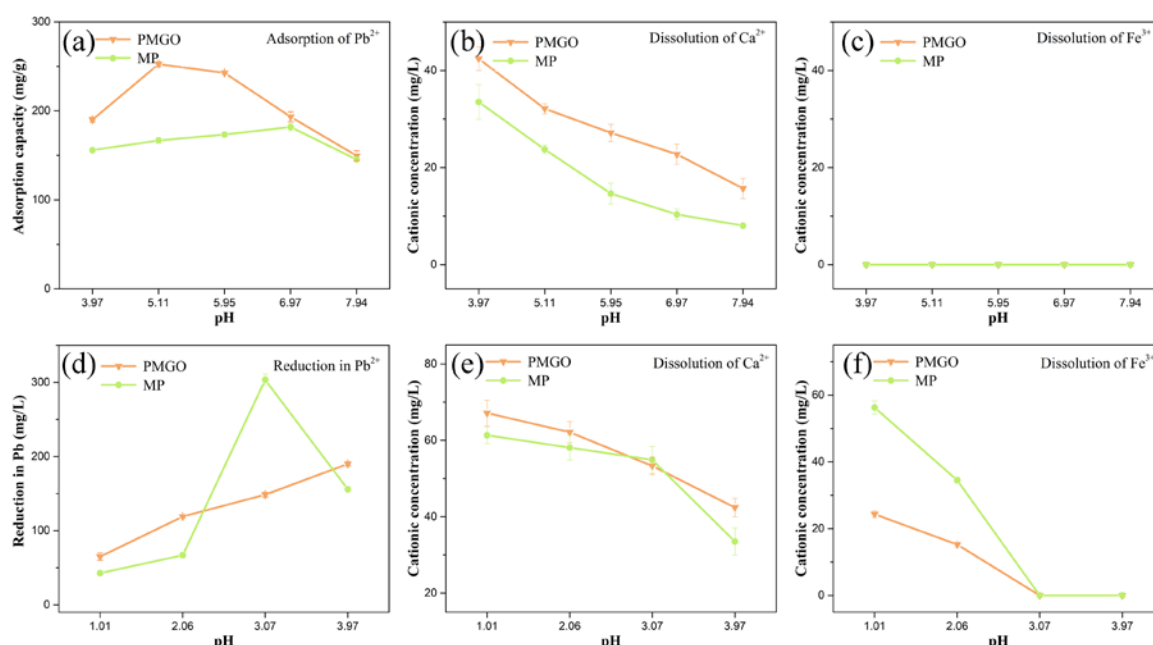 (a)
PMGO
MP
Adsorption of Pb²⁺
Adsorption capacity (mg/g)
300
200
100
0
3.97 5.11 5.95 6.97 7.94
pH
(b)
PMGO
MP
Dissolution of Ca²⁺
Cationic concentration (mg/L)
40
20
0
3.97 5.11 5.95 6.97 7.94
pH
(c)
PMGO
MP
Dissolution of Fe³⁺
Cationic concentration (mg/L)
40
20
0
3.97 5.11 5.95 6.97 7.94
pH
(d)
PMGO
MP
Reduction in Pb²⁺
Reduction in Pb (mg/L)
300
200
100
0
1.01 2.06 3.07 3.97
pH
(e)
PMGO
MP
Dissolution of Ca²⁺
Cationic concentration (mg/L)
80
60
40
20
1.01 2.06 3.07 3.97
pH
(f)
PMGO
MP
Dissolution of Fe³⁺
Cationic concentration (mg/L)
60
40
20
0
1.01 2.06 3.07 3.97
pH